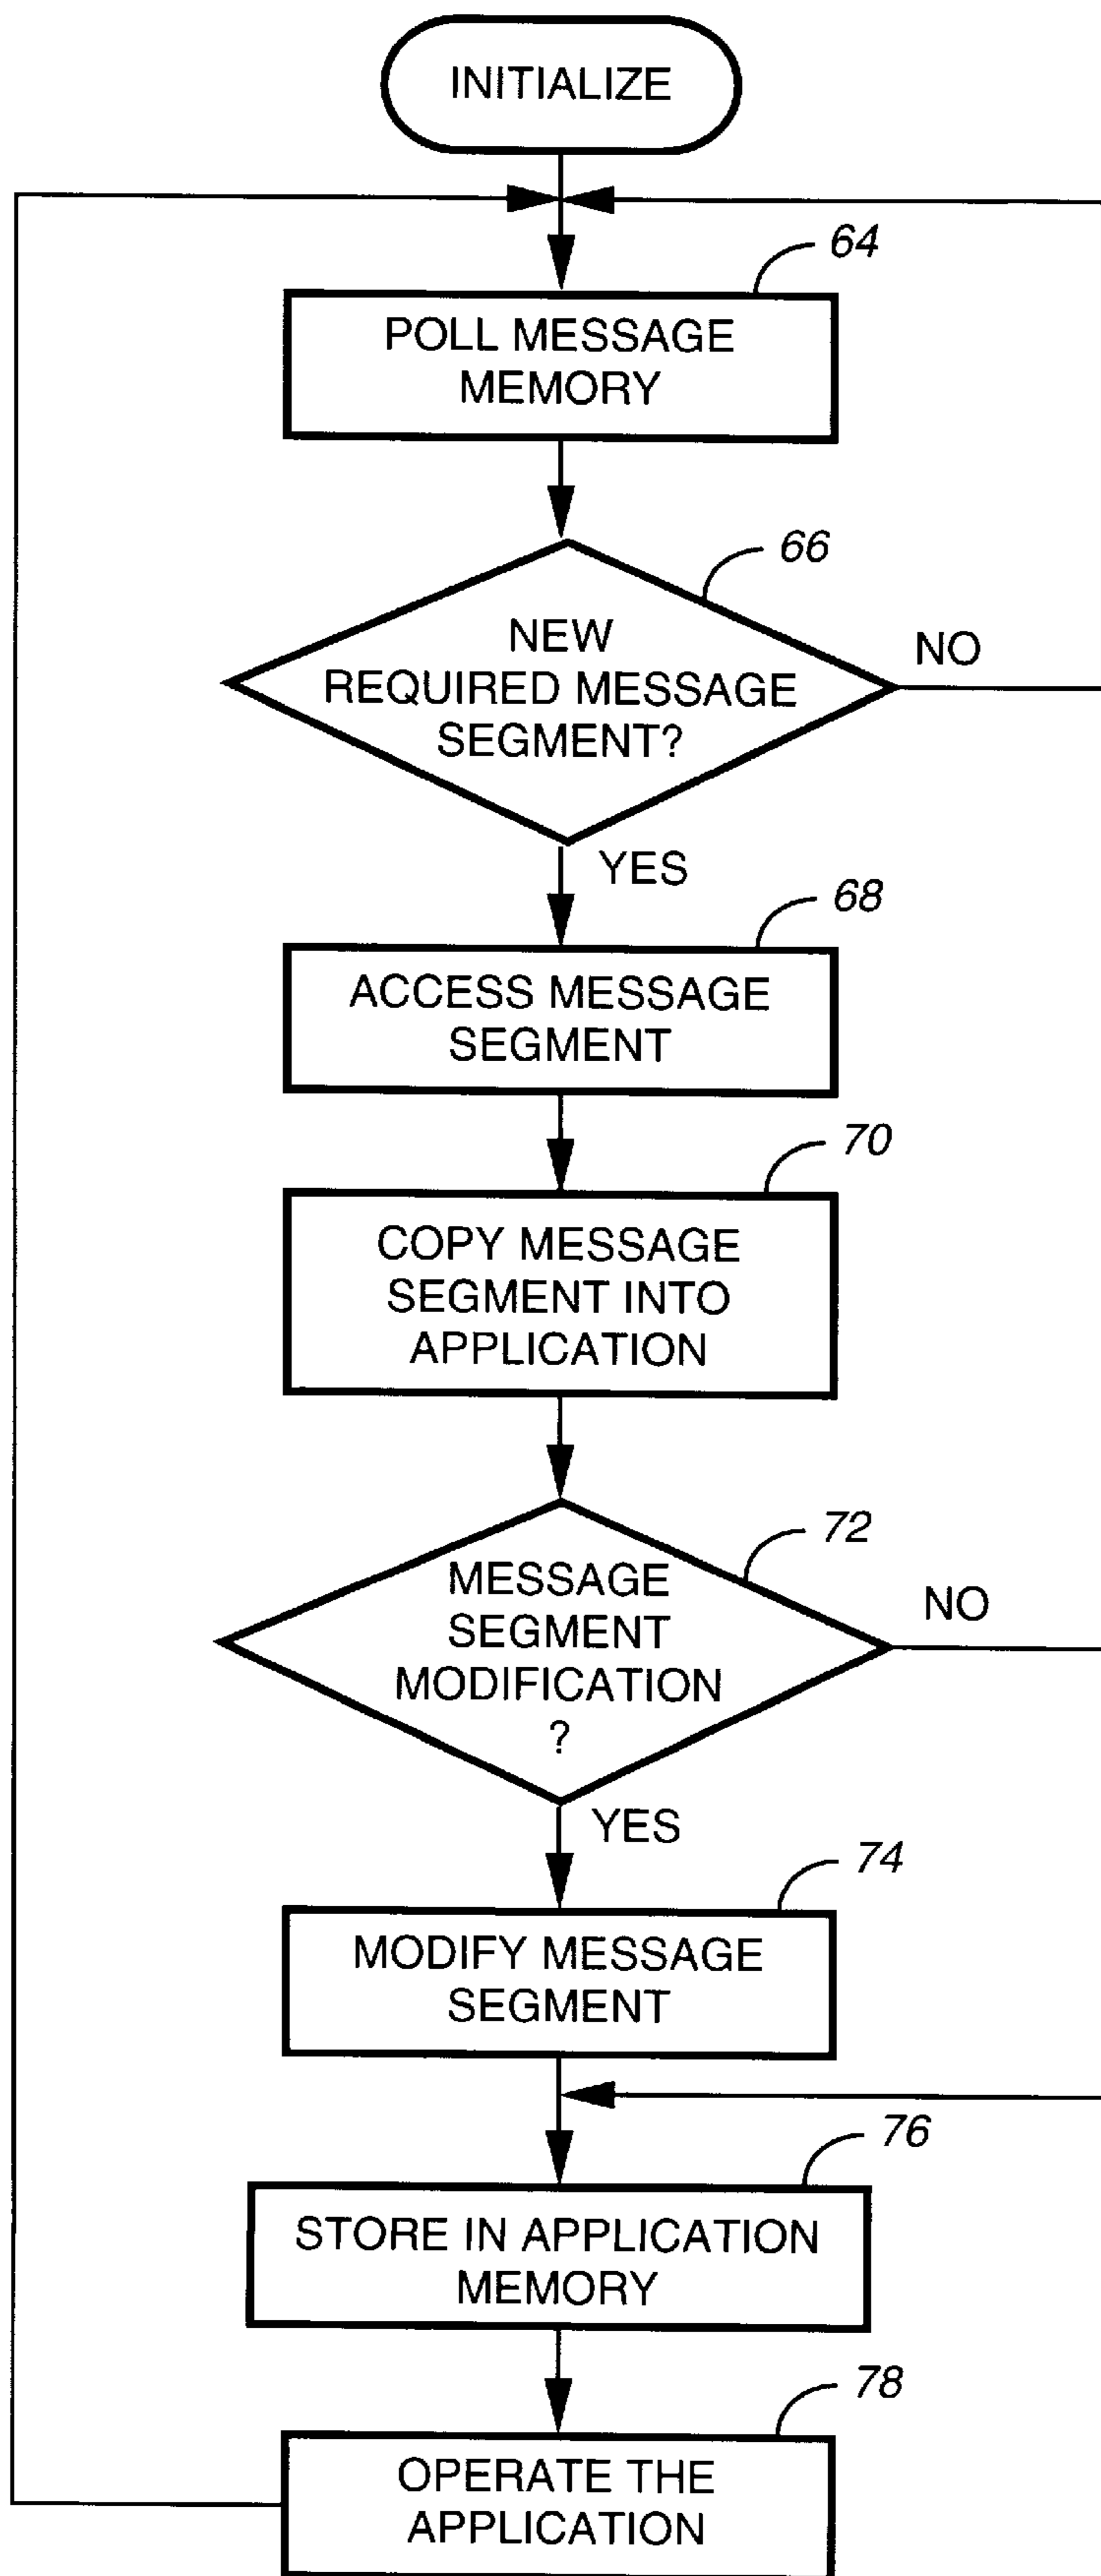 INITIALIZE
64
POLL MESSAGE
MEMORY
66
NEW
REQUIRED MESSAGE
SEGMENT?
NO
YES
68
ACCESS MESSAGE
SEGMENT
70
COPY MESSAGE
SEGMENT INTO
APPLICATION
72
MESSAGE
SEGMENT
MODIFICATION
?
NO
YES
74
MODIFY MESSAGE
SEGMENT
76
STORE IN APPLICATION
MEMORY
78
OPERATE THE
APPLICATION